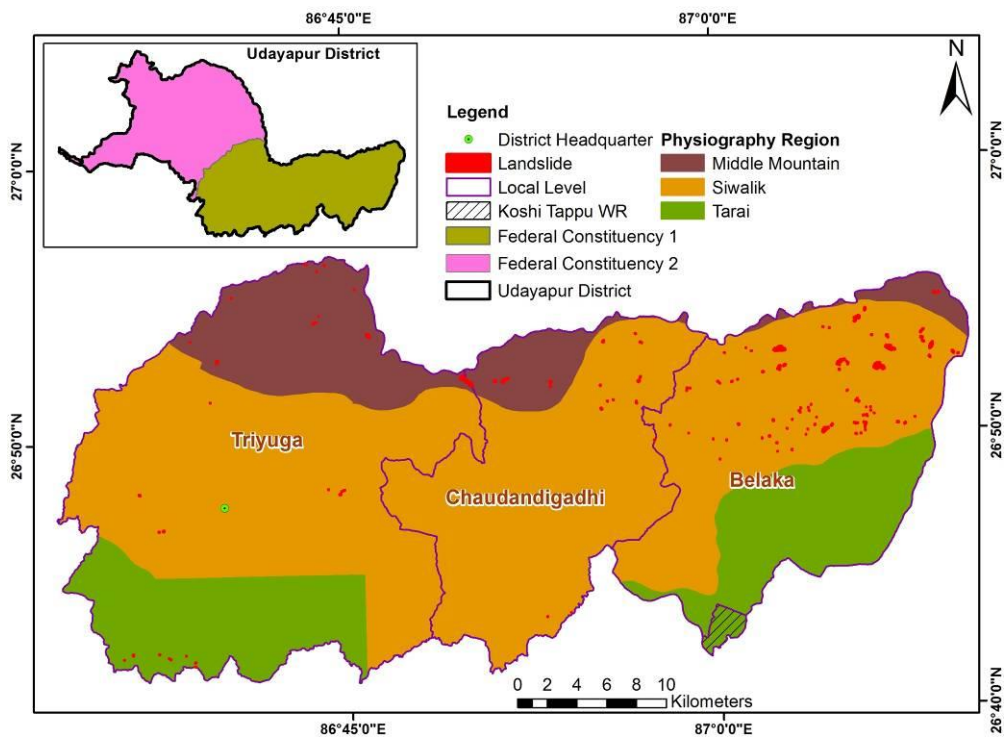 86°45'0"E
87°0'0"E
Udayapur District
N
Legend
District Headquarter
Landslide
Local Level
Koshi Tappu WR
Federal Constituency 1
Federal Constituency 2
Udayapur District
Physiography Region
Middle Mountain
Siwalik
Tarai
27°0'0"N
27°0'0"N
26°50'0"N
26°50'0"N
Triyuga
Chaudandigadhi
Belaka
0 2 4 6 8 10
Kilometers
26°40'0"N
86°45'0"E
87°0'0"E